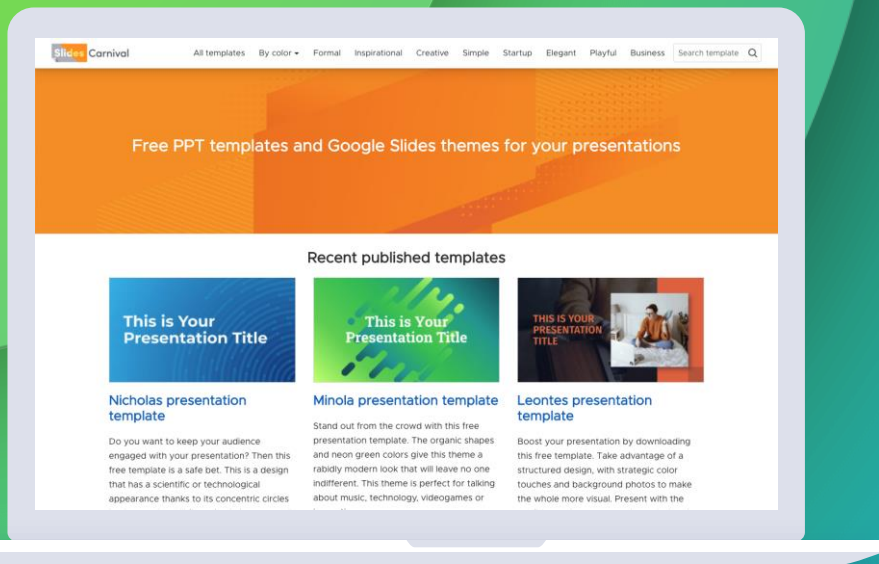 Slides Carnival
All templates By color Formal Inspirational Creative Simple Startup Elegant Playful Business Search template
Free PPT templates and Google Slides themes for your presentations
Recent published templates
This is Your
Presentation Title
Nicholas presentation
template
Do you want to keep your audience
engaged with your presentation? Then this
free template is a safe bet. This is a design
that has a scientific or technological
appearance thanks to its concentric circles
This is Your
Presentation Title
Minola presentation template
Stand out from the crowd with this free
presentation template. The organic shapes
and neon green colors give this theme a
rabidly modern look that will leave no one
indifferent. This theme is perfect for talking
about music, technology, videogames or
THIS IS YOUR
PRESENTATION
TITLE
Leontes presentation
template
Boost your presentation by downloading
this free template. Take advantage of a
structured design, with strategic color
touches and background photos to make
the whole more visual. Present with the